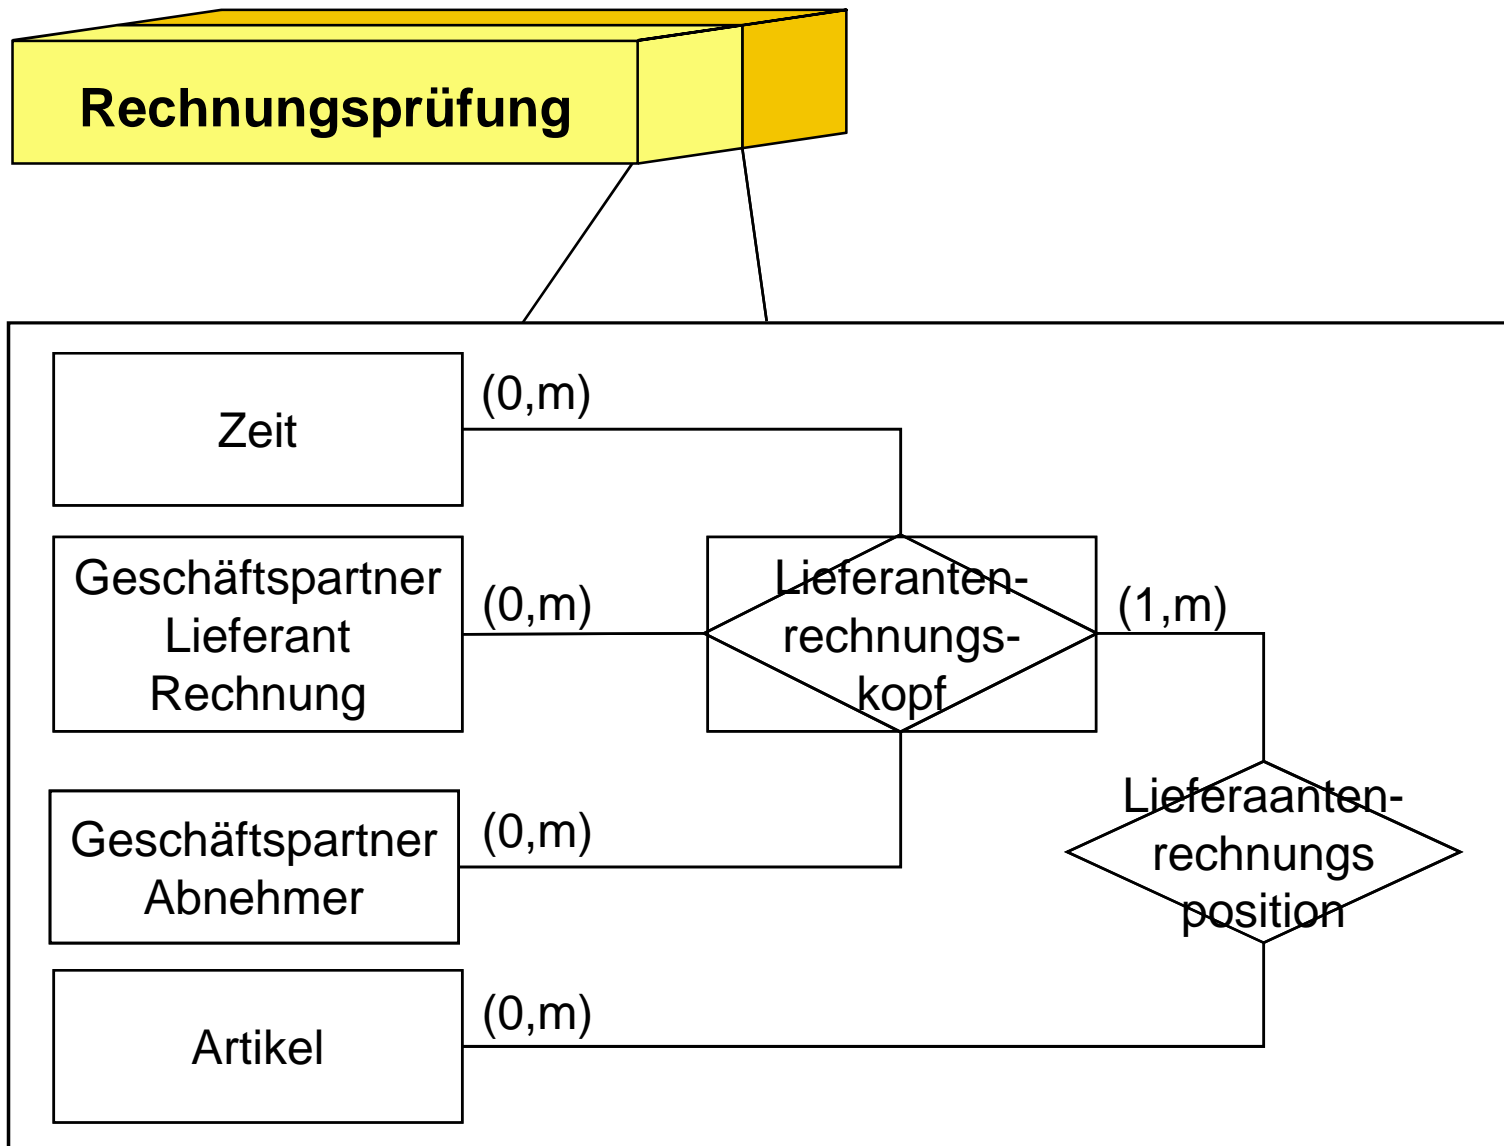 Rechnungsprüfung
(0,m)
Zeit
Geschäftspartner
Lieferant
Rechnung
(0,m)
Lieferanten-
rechnungs-
kopf
(1,m)
Geschäftspartner
Abnehmer
(0,m)
Lieferaanten-
rechnungs
position
Artikel
(0,m)